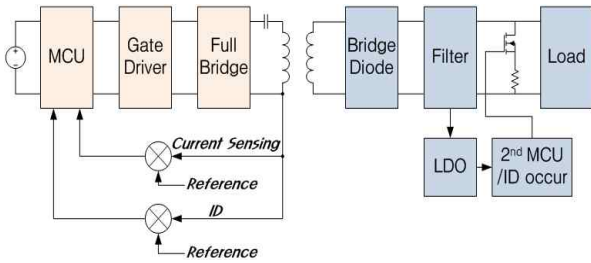 MCU
Gate
Driver
Full
Bridge
Bridge
Diode
Filter
Load
Current Sensing
Reference
ID
Reference
LDO
2nd MCU
/ID occur